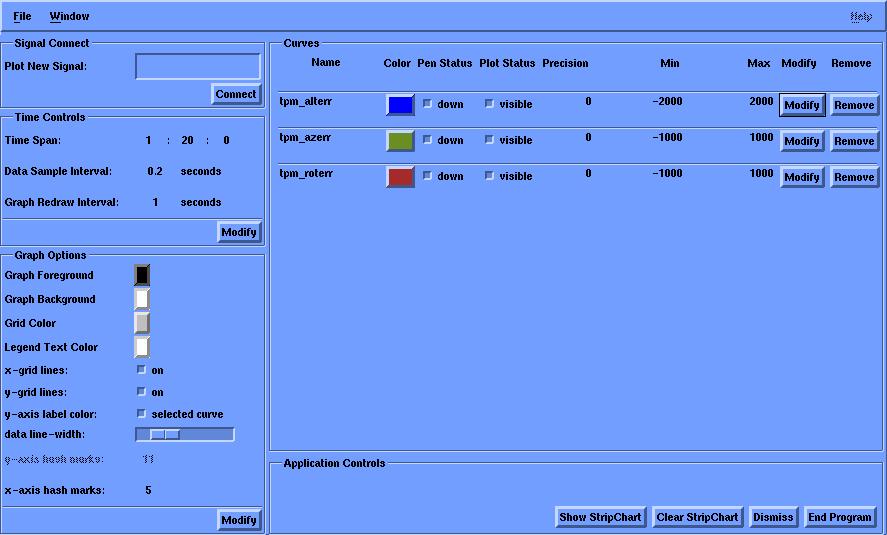 File Window Help
Signal Connect
Plot New Signal:
Connect
Time Controls
Time Span: 1 : 20 : 0
Data Sample Interval: 0.2 seconds
Graph Redraw Interval: 1 seconds
Modify
Graph Options
Graph Foreground
Graph Background
Grid Color
Legend Text Color
x-grid lines: on
y-grid lines: on
y-axis label color: selected curve
data line-width:
y-axis hash marks: 11
x-axis hash marks: 5
Modify
Curves
Name Color Pen Status Plot Status Precision Min Max Modify Remove
tpm_alterr down visible 0 -2000 2000 Modify Remove
tpm_azerr down visible 0 -1000 1000 Modify Remove
tpm_roterr down visible 0 -1000 1000 Modify Remove
Application Controls
Show StripChart Clear StripChart Dismiss End Program